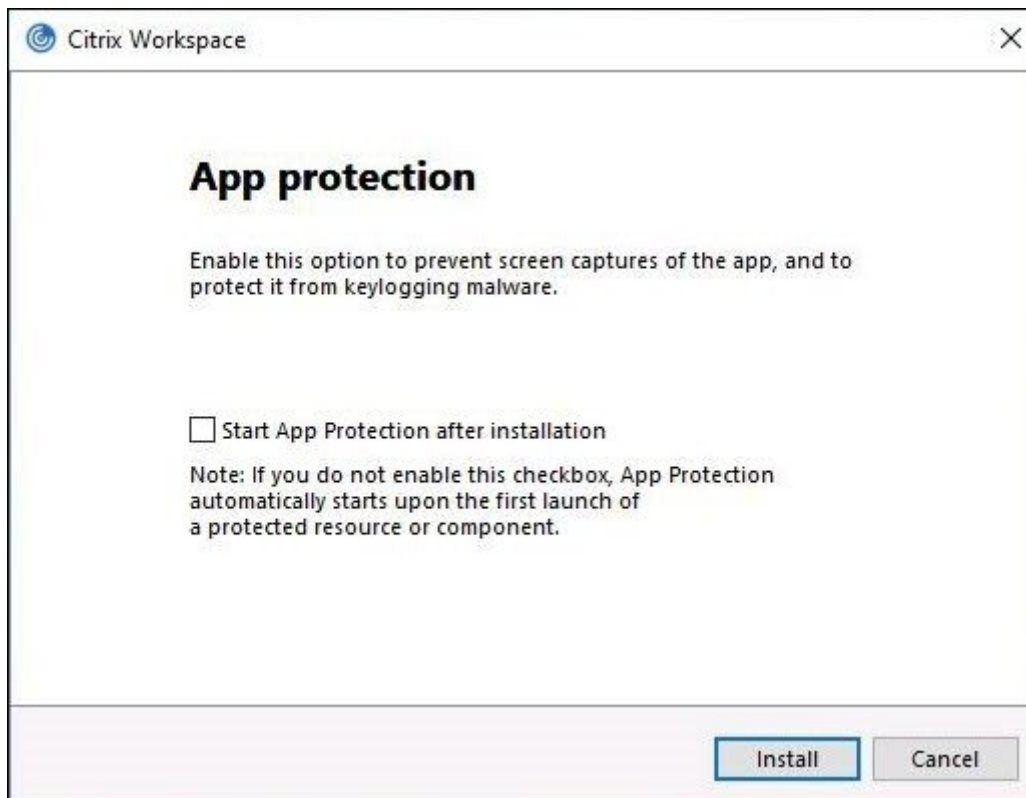 Citrix Workspace
App protection
Enable this option to prevent screen captures of the app, and to
protect it from keylogging malware.
Start App Protection after installation
Note: If you do not enable this checkbox, App Protection
automatically starts upon the first launch of
a protected resource or component.
Install Cancel